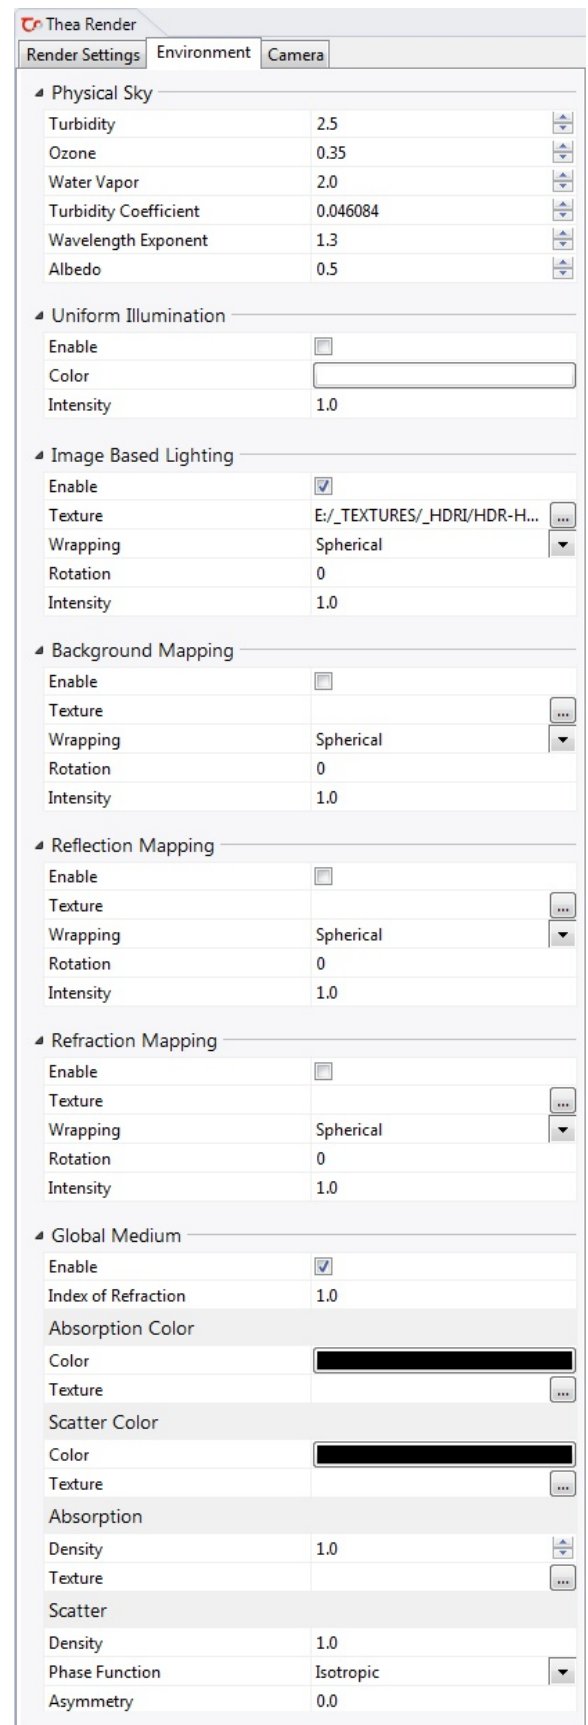 Thea Render
Render Settings Environment Camera
Physical Sky
Turbidity 2.5
Ozone 0.35
Water Vapor 2.0
Turbidity Coefficient 0.046084
Wavelength Exponent 1.3
Albedo 0.5
Uniform Illumination
Enable
Color
Intensity 1.0
Image Based Lighting
Enable
Texture E:/_TEXTURES/_HDRI/HDR-H... ...
Wrapping Spherical
Rotation 0
Intensity 1.0
Background Mapping
Enable
Texture ...
Wrapping Spherical
Rotation 0
Intensity 1.0
Reflection Mapping
Enable
Texture ...
Wrapping Spherical
Rotation 0
Intensity 1.0
Refraction Mapping
Enable
Texture ...
Wrapping Spherical
Rotation 0
Intensity 1.0
Global Medium
Enable
Index of Refraction 1.0
Absorption Color
Color
Texture ...
Scatter Color
Color
Texture ...
Absorption
Density 1.0
Texture ...
Scatter
Density 1.0
Phase Function Isotropic
Asymmetry 0.0